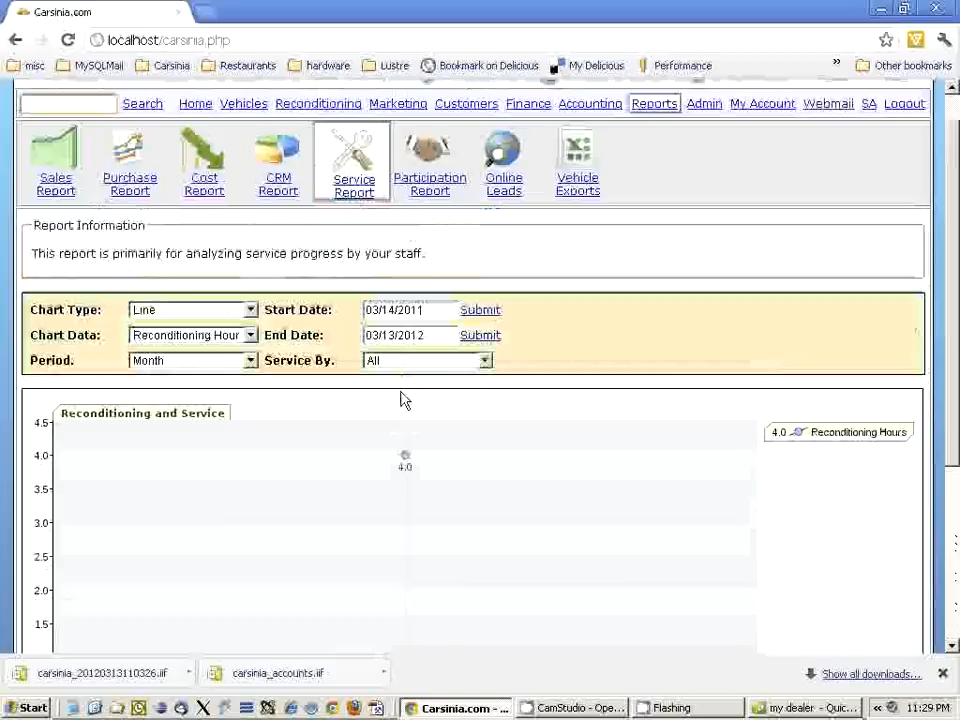 Carsinia.com
localhost/carsinia.php
misc MySQLMail Carsinia Restaurants hardware Lustre Bookmark on Delicious My Delicious Performance » Other bookmarks
Search Home Vehicles Reconditioning Marketing Customers Finance Accounting Reports Admin My Account Webmail SA Logout
Sales Report
Purchase Report
Cost Report
CRM Report
Service Report
Participation Report
Online Leads
Vehicle Exports
Report Information
This report is primarily for analyzing service progress by your staff.
Chart Type: Line Start Date: 03/14/2011 Submit
Chart Data: Reconditioning Hour End Date: 03/13/2012 Submit
Period. Month Service By. All
Reconditioning and Service
4.0 Reconditioning Hours
4.5
4.0
4.0
3.5
3.0
2.5
2.0
1.5
carsinia_20120313110326.iif carsinia_accounts.iif Show all downloads...
Start Carsinia.com - ... CamStudio - Ope... Flashing my dealer - Quic... « 11:29 PM